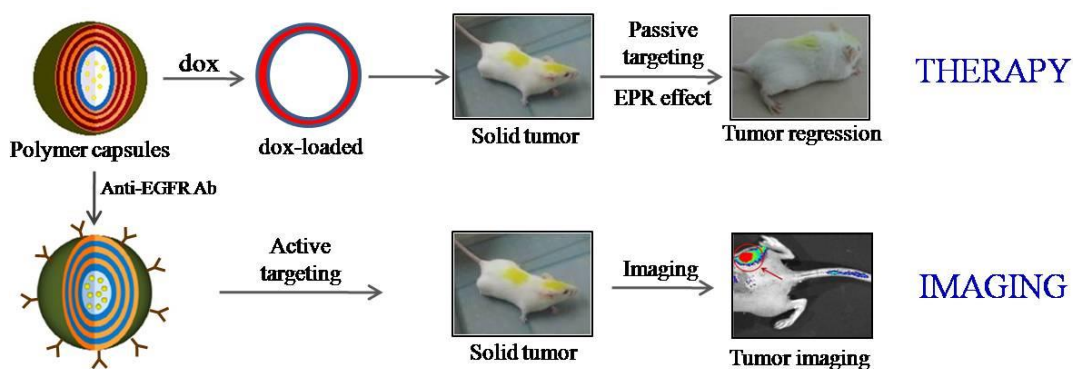 dox
Polymer capsules
dox-loaded
Solid tumor
Passive
targeting
EPR effect
Tumor regression
THERAPY
Anti-EGFR Ab
Active
targeting
Solid tumor
Imaging
Tumor imaging
IMAGING